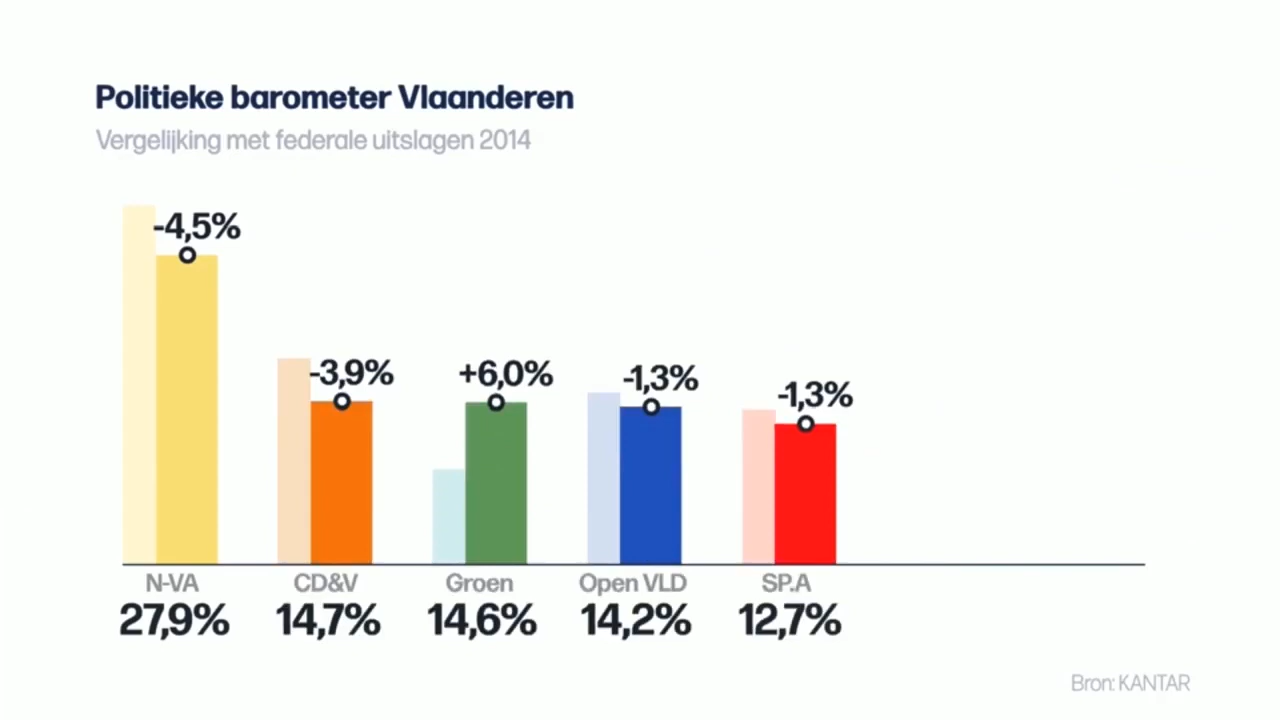 Politieke barometer Vlaanderen
Vergelijking met federale uitslagen 2014
-4,5%
-3,9%
+6,0%
-1,3%
-1,3%
N-VA CD&V Groen Open VLD SP.A
27,9% 14,7% 14,6% 14,2% 12,7%
Bron: KANTAR